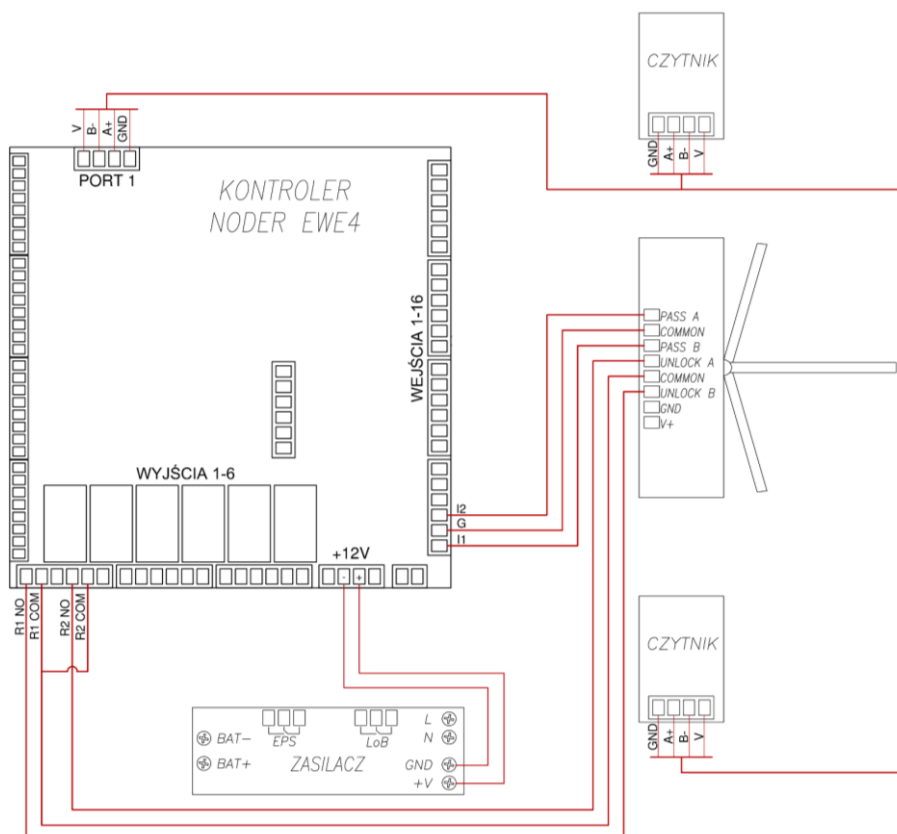 CZYTNIK
GND
A+
B-
V
V
B-
A+
GND
PORT 1
KONTROLER
NODER EWE4
WEJŚCIA 1-16
PASS A
COMMON
PASS B
UNLOCK A
COMMON
UNLOCK B
GND
V+
WYJŚCIA 1-6
I2
G
I1
+12V
- +
R1 NO
R1 COM
R2 NO
R2 COM
CZYTNIK
GND
A+
B-
V
BAT-
BAT+
EPS
LoB
ZASILACZ
L
N
GND
+V